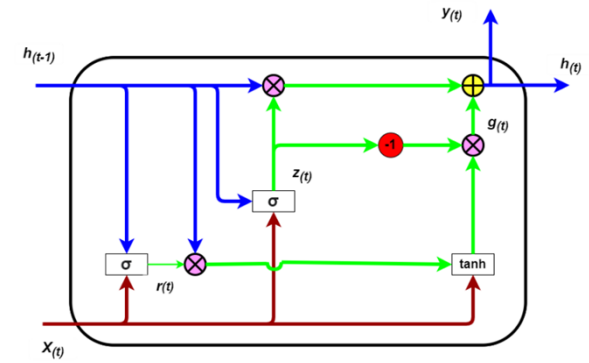 y(t)
h(t-1)
h(t)
g(t)
-1
z(t)
σ
σ
tanh
r(t)
X(t)